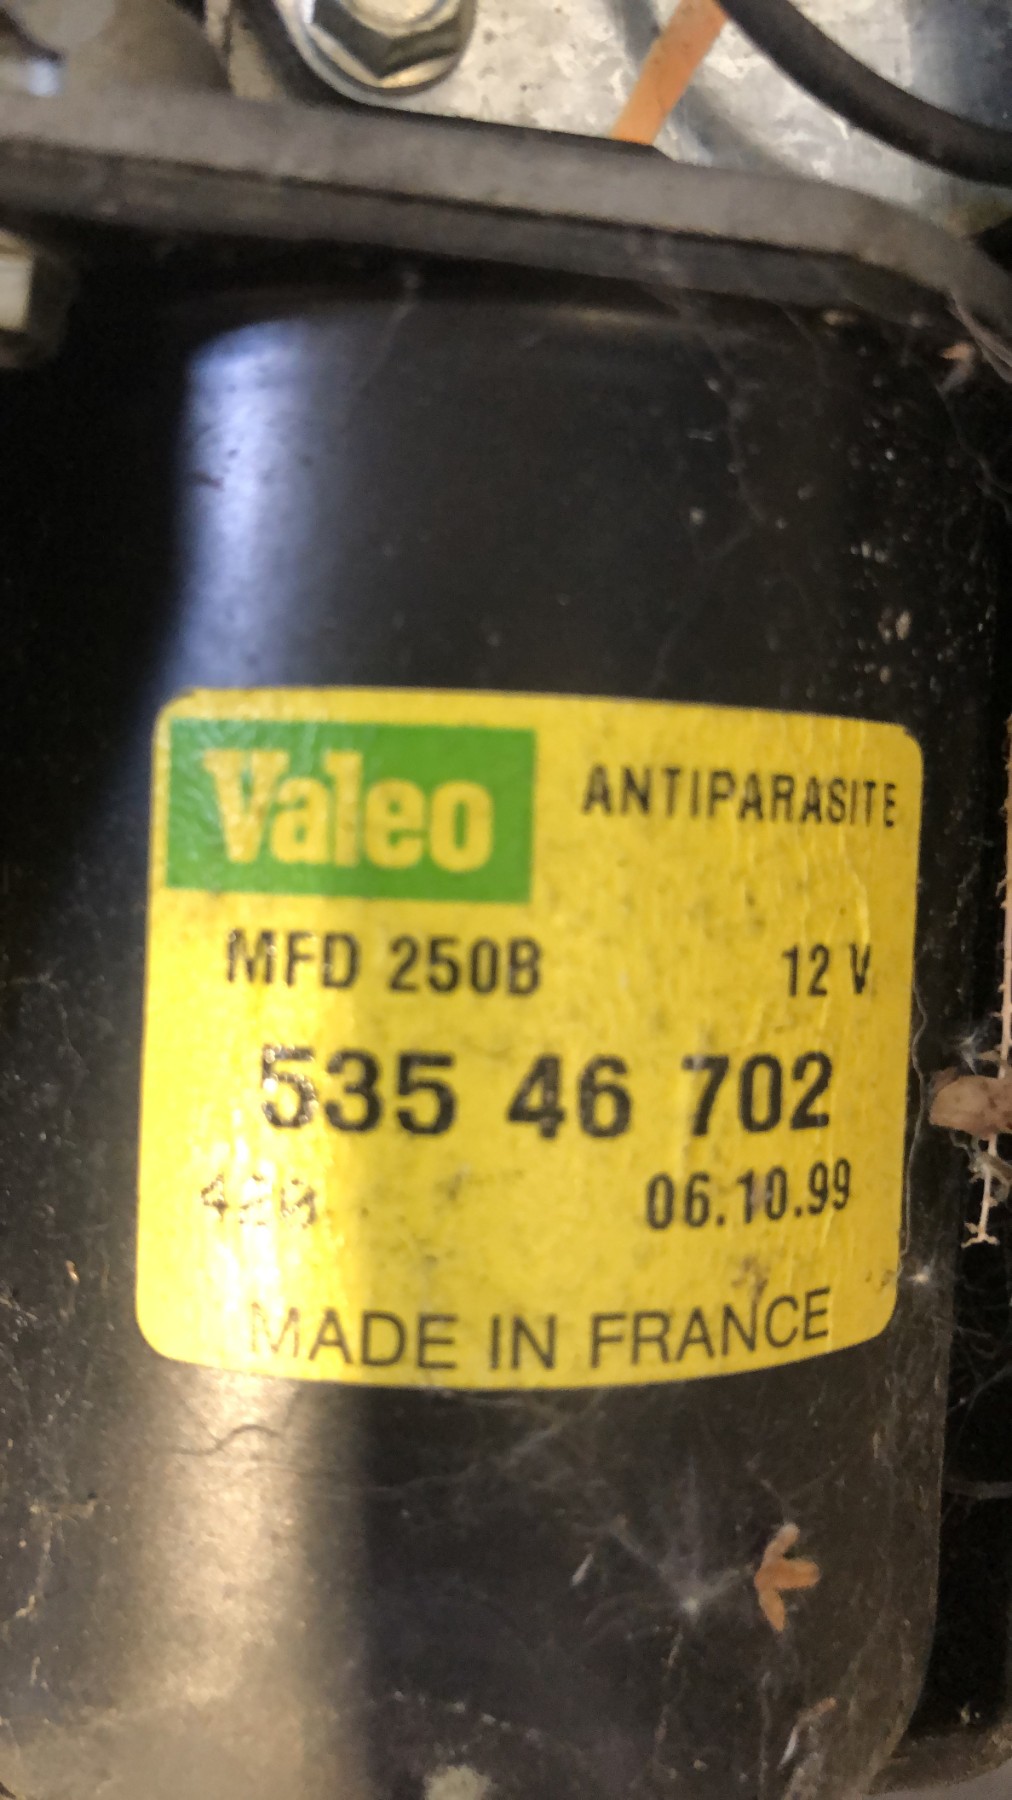 Valeo ANTIPARASITE
MFD 250B 12 V
535 46 702
06.10.99
MADE IN FRANCE